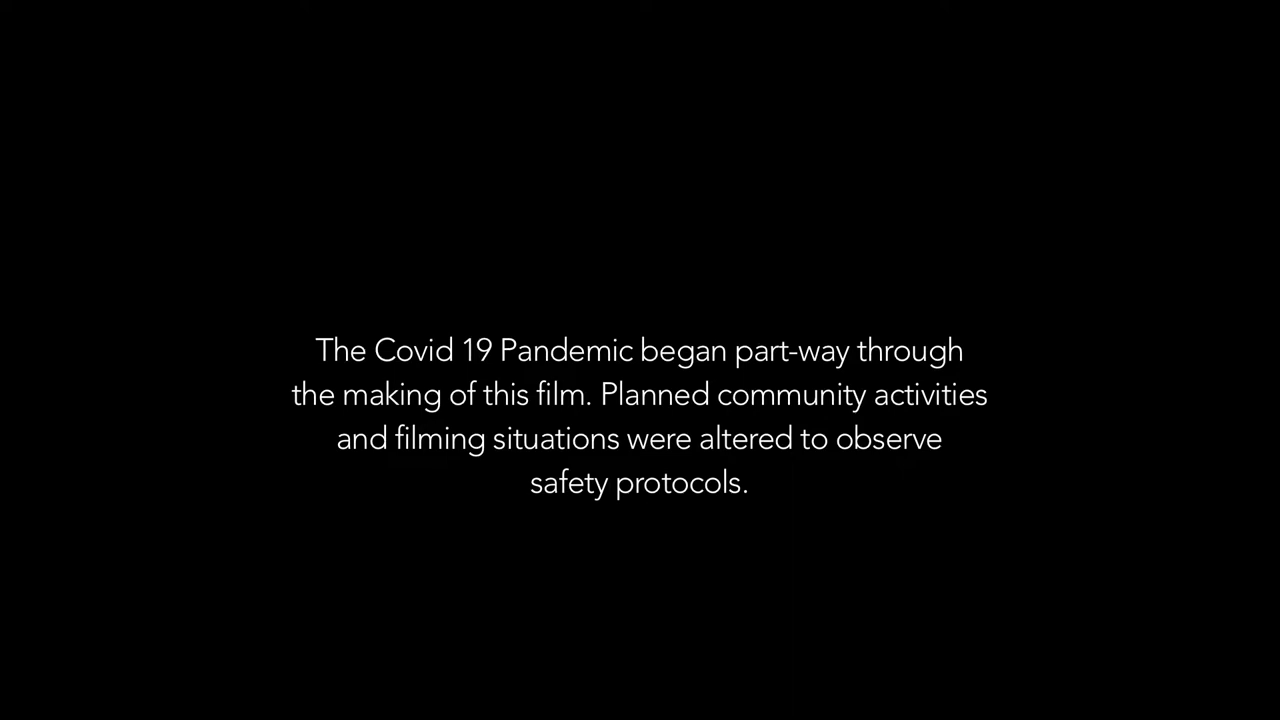 The Covid 19 Pandemic began part-way through
the making of this film. Planned community activities
and filming situations were altered to observe
safety protocols.